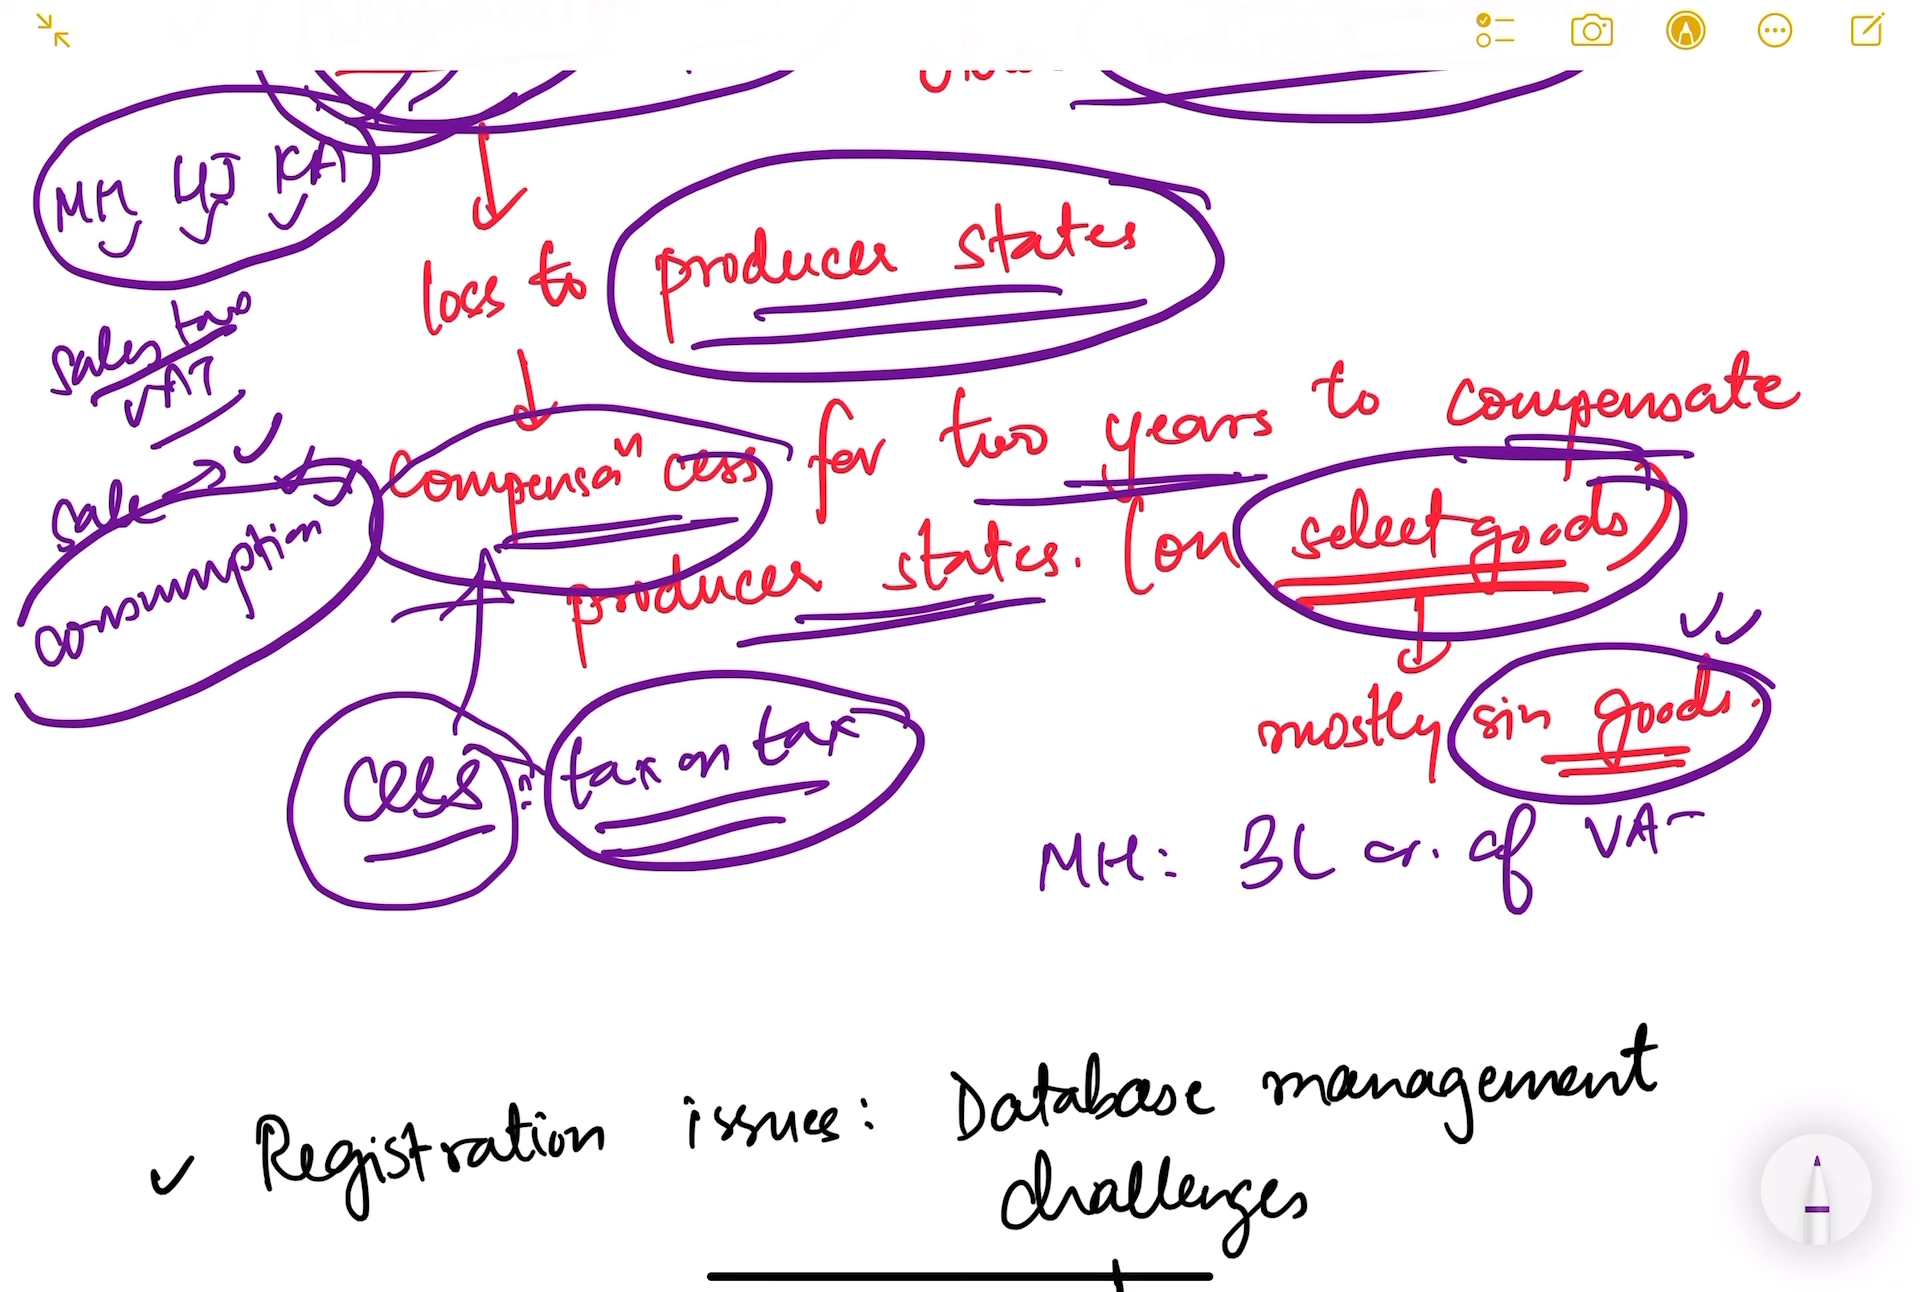 MH GJ KA
loss to producer states
sales tax
VAT
compensaⁿ cess for two years to compensate
producer states. (on select goods)
sale →
consumption
mostly sin goods.
cess = tax on tax
MH: 3L cr. of VAT
✓ Registration issues: Database management
challenges